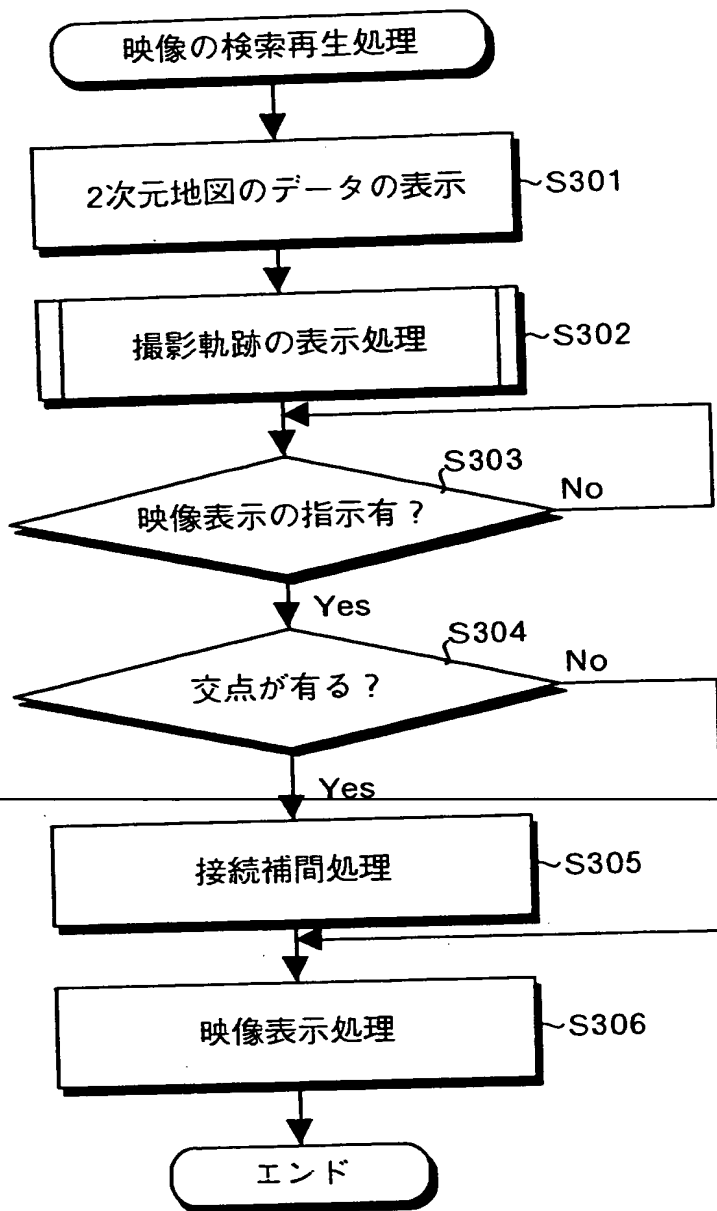 映像の検索再生処理
2次元地図のデータの表示
~S301
撮影軌跡の表示処理
~S302
S303
映像表示の指示有?
No
Yes
S304
交点が有る?
No
Yes
接続補間処理
~S305
映像表示処理
~S306
エンド